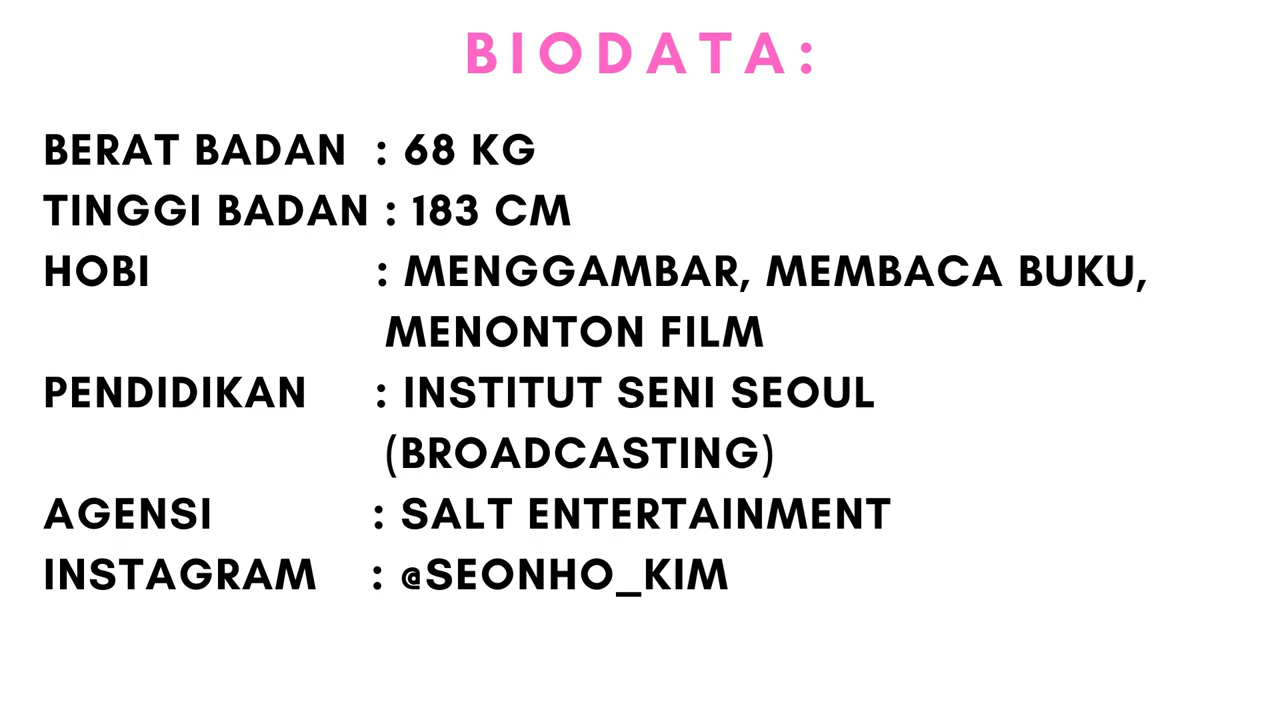 BIODATA:
BERAT BADAN : 68 KG
TINGGI BADAN : 183 CM
HOBI : MENGGAMBAR, MEMBACA BUKU,
MENONTON FILM
PENDIDIKAN : INSTITUT SENI SEOUL
(BROADCASTING)
AGENSI : SALT ENTERTAINMENT
INSTAGRAM : @SEONHO_KIM